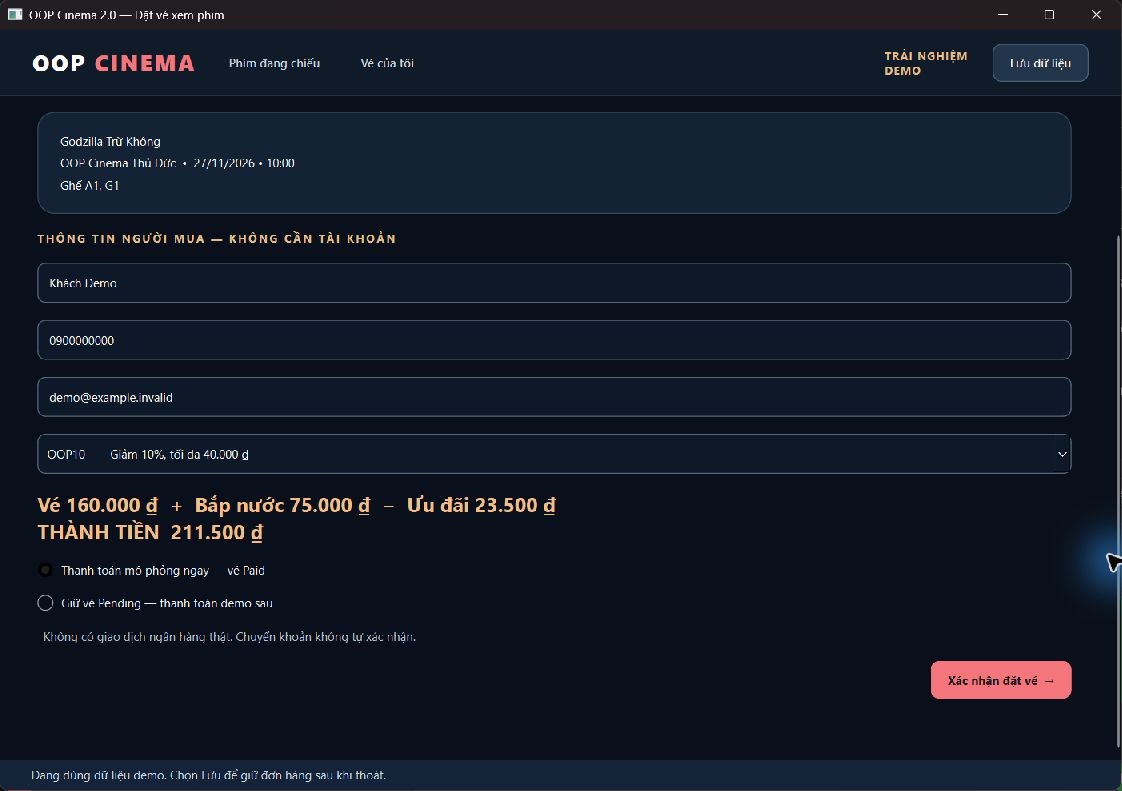 OOP Cinema 2.0 — Đặt vé xem phim
OOP CINEMA
Phim đang chiếu
Vé của tôi
TRẢI NGHIỆM
DEMO
Lưu dữ liệu
Godzilla Trừ Không
OOP Cinema Thủ Đức • 27/11/2026 • 10:00
Ghế A1, G1
THÔNG TIN NGƯỜI MUA — KHÔNG CẦN TÀI KHOẢN
Khách Demo
0900000000
demo@example.invalid
OOP10 Giảm 10%, tối đa 40.000 ₫
Vé 160.000 ₫ + Bắp nước 75.000 ₫ − Ưu đãi 23.500 ₫
THÀNH TIỀN 211.500 ₫
Thanh toán mô phỏng ngay — vé Paid
Giữ vé Pending — thanh toán demo sau
Không có giao dịch ngân hàng thật. Chuyển khoản không tự xác nhận.
Xác nhận đặt vé →
Đang dùng dữ liệu demo. Chọn Lưu để giữ đơn hàng sau khi thoát.